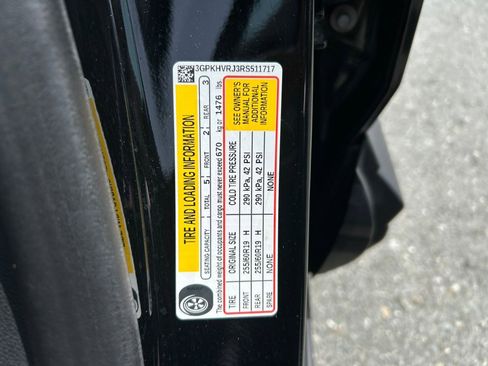 3GPKHVRJ3RS511717
TIRE AND LOADING INFORMATION
SEATING CAPACITY TOTAL 5 FRONT 2 REAR 3
The combined weight of occupants and cargo must never exceed 670 kg or 1476 lbs.
TIRE ORIGINAL SIZE COLD TIRE PRESSURE
FRONT 255/60R19 H 290 kPa, 42 PSI
REAR 255/60R19 H 290 kPa, 42 PSI
SPARE NONE NONE
SEE OWNER'S
MANUAL FOR
ADDITIONAL
INFORMATION